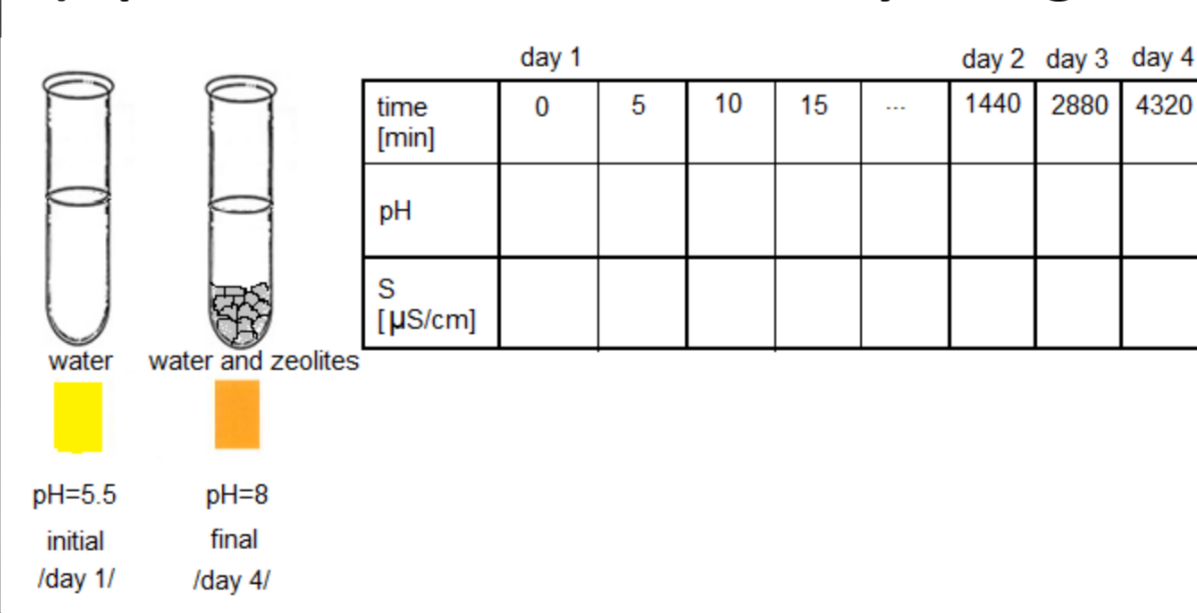 day 1 day 2 day 3 day 4
time 0 5 10 15 ... 1440 2880 4320
[min]
pH
S
[µS/cm]
water water and zeolites
pH=5.5 pH=8
initial final
/day 1/ /day 4/